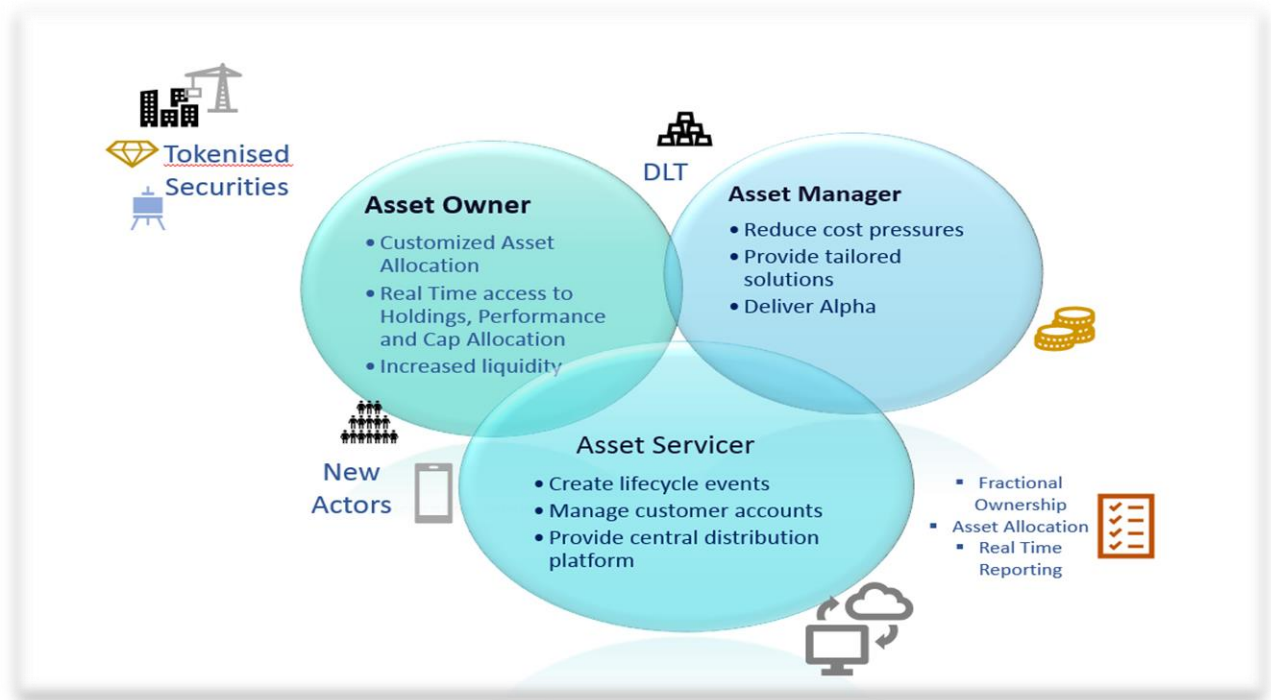 Tokenised
Securities
DLT
Asset Owner
• Customized Asset
Allocation
• Real Time access to
Holdings, Performance
and Cap Allocation
• Increased liquidity
Asset Manager
• Reduce cost pressures
• Provide tailored
solutions
• Deliver Alpha
New
Actors
Asset Servicer
• Create lifecycle events
• Manage customer accounts
• Provide central distribution
platform
▪ Fractional
Ownership
▪ Asset Allocation
▪ Real Time
Reporting